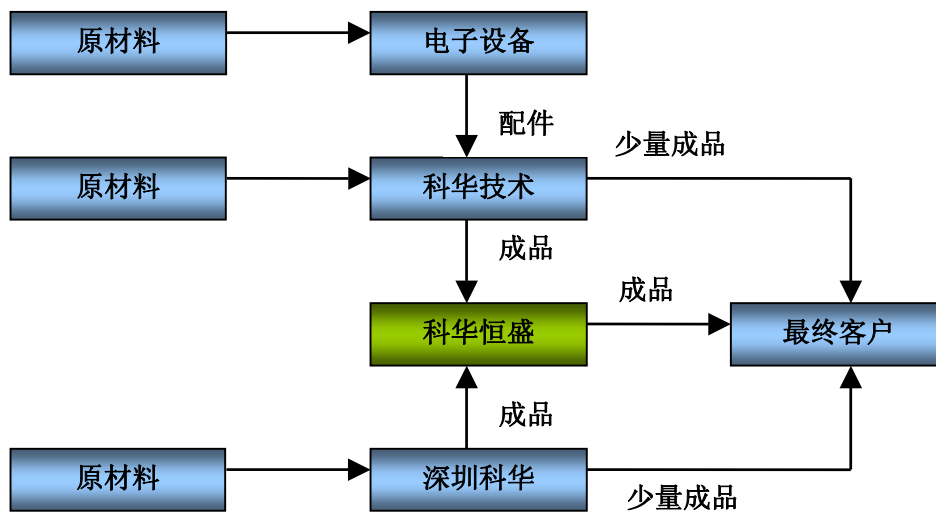 原材料
电子设备
配件
少量成品
原材料
科华技术
成品
成品
科华恒盛
最终客户
成品
原材料
深圳科华
少量成品